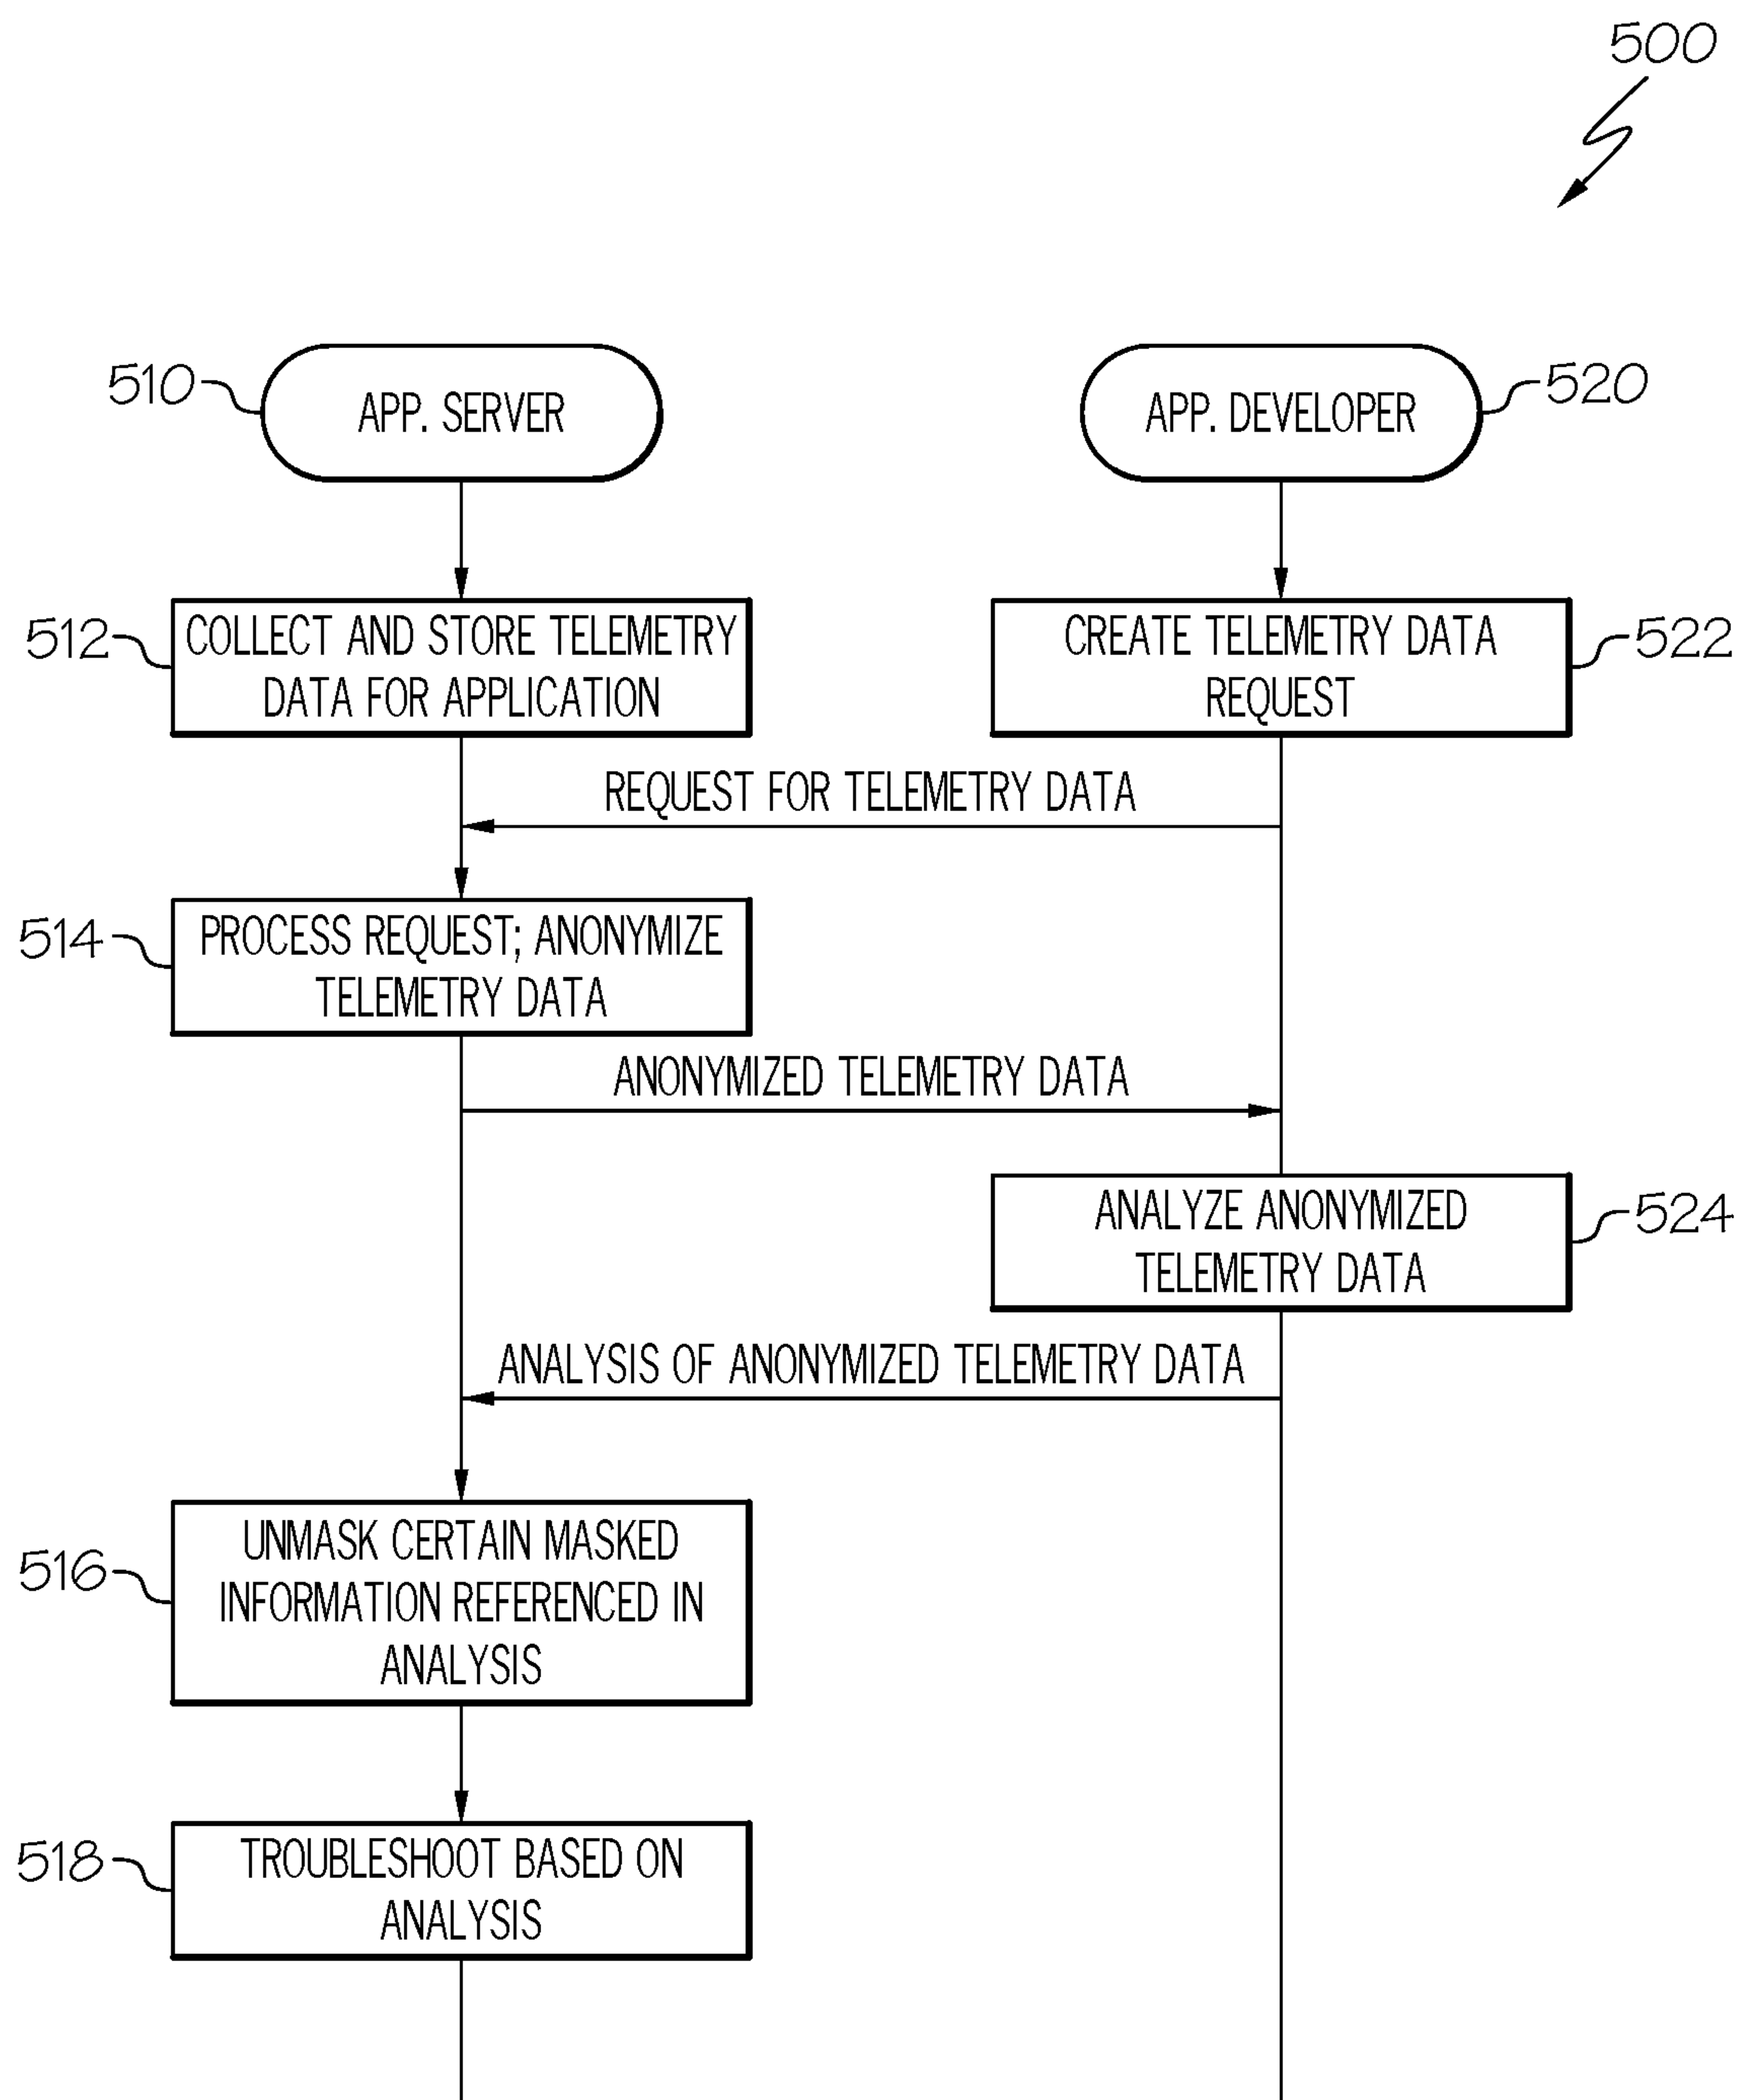 500
510
APP. SERVER
APP. DEVELOPER
520
512
COLLECT AND STORE TELEMETRY
DATA FOR APPLICATION
CREATE TELEMETRY DATA
REQUEST
522
REQUEST FOR TELEMETRY DATA
514
PROCESS REQUEST; ANONYMIZE
TELEMETRY DATA
ANONYMIZED TELEMETRY DATA
ANALYZE ANONYMIZED
TELEMETRY DATA
524
ANALYSIS OF ANONYMIZED TELEMETRY DATA
516
UNMASK CERTAIN MASKED
INFORMATION REFERENCED IN
ANALYSIS
518
TROUBLESHOOT BASED ON
ANALYSIS